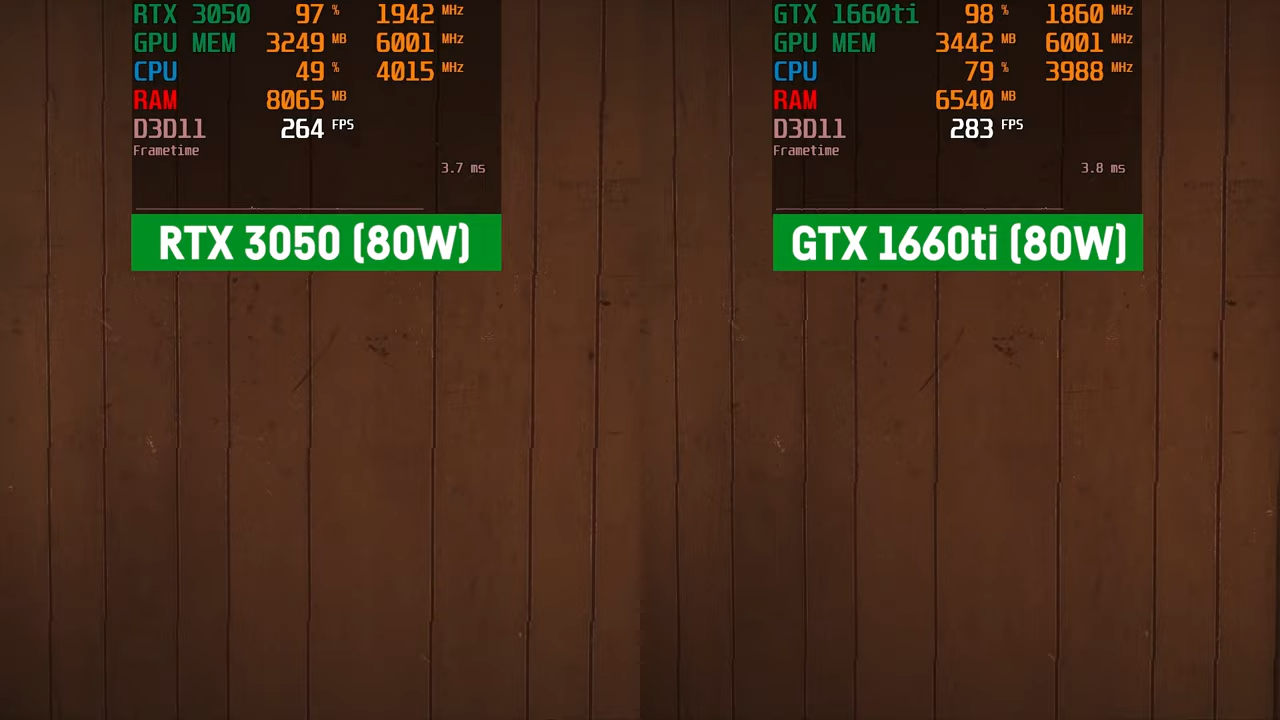 RTX 3050 97 % 1942 MHz
GPU MEM 3249 MB 6001 MHz
CPU 49 % 4015 MHz
RAM 8065 MB
D3D11 264 FPS
Frametime
3.7 ms
RTX 3050 (80W)
GTX 1660ti 98 % 1860 MHz
GPU MEM 3442 MB 6001 MHz
CPU 79 % 3988 MHz
RAM 6540 MB
D3D11 283 FPS
Frametime
3.8 ms
GTX 1660ti (80W)